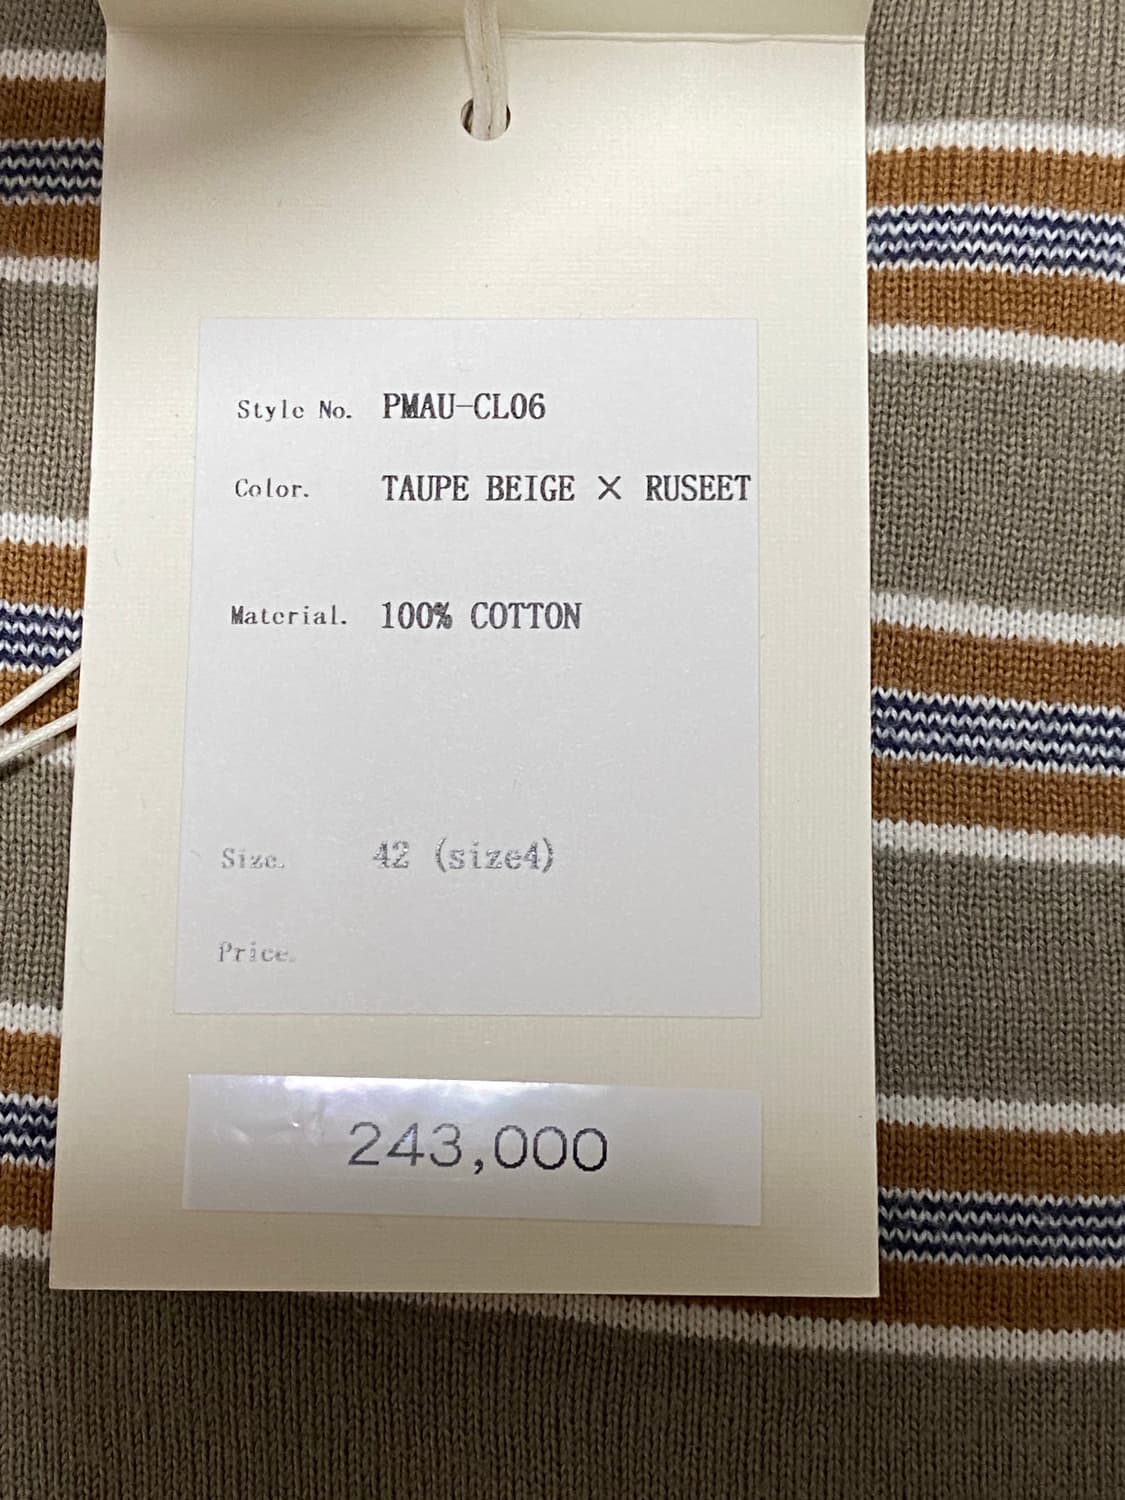 Style No. PMAU-CL06
Color. TAUPE BEIGE × RUSEET
Material. 100% COTTON
Size. 42 (size4)
Price.
243,000